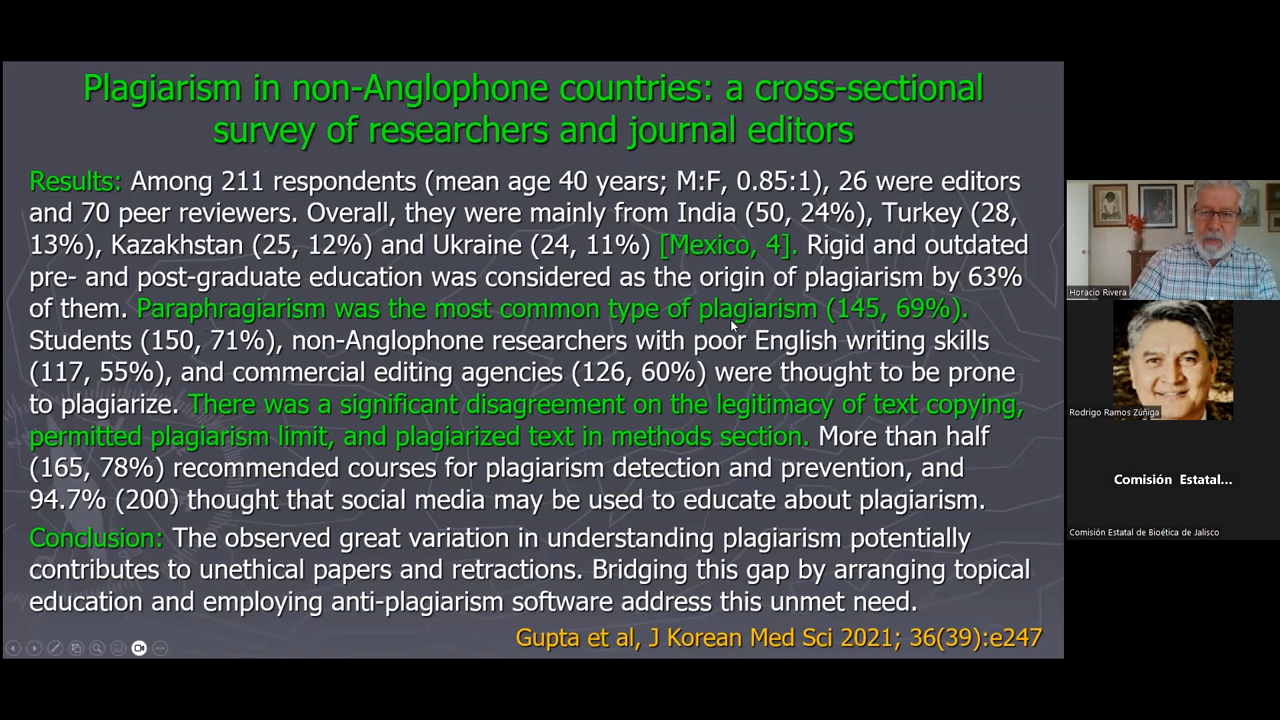 Plagiarism in non-Anglophone countries: a cross-sectional
survey of researchers and journal editors
Results: Among 211 respondents (mean age 40 years; M:F, 0.85:1), 26 were editors
and 70 peer reviewers. Overall, they were mainly from India (50, 24%), Turkey (28,
13%), Kazakhstan (25, 12%) and Ukraine (24, 11%) [Mexico, 4]. Rigid and outdated
pre- and post-graduate education was considered as the origin of plagiarism by 63%
of them. Paraphragiarism was the most common type of plagiarism (145, 69%).
Students (150, 71%), non-Anglophone researchers with poor English writing skills
(117, 55%), and commercial editing agencies (126, 60%) were thought to be prone
to plagiarize. There was a significant disagreement on the legitimacy of text copying,
permitted plagiarism limit, and plagiarized text in methods section. More than half
(165, 78%) recommended courses for plagiarism detection and prevention, and
94.7% (200) thought that social media may be used to educate about plagiarism.
Conclusion: The observed great variation in understanding plagiarism potentially
contributes to unethical papers and retractions. Bridging this gap by arranging topical
education and employing anti-plagiarism software address this unmet need.
Gupta et al, J Korean Med Sci 2021; 36(39):e247
Horacio Rivera
Rodrigo Ramos Zúñiga
Comisión Estatal...
Comisión Estatal de Bioética de Jalisco